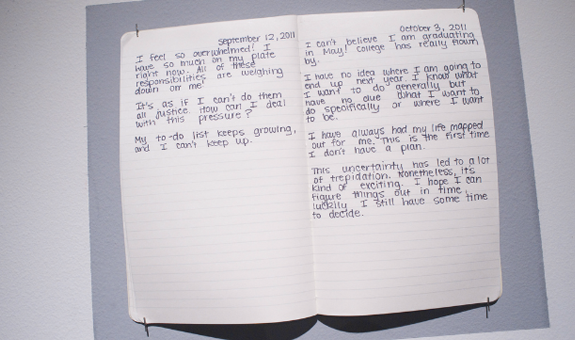 September 12, 2011
I feel so overwhelmed! I
have so much on my plate
right now. All of these
responsibilities are weighing
down on me.
It's as if I can't do them
all justice. How can I deal
with this pressure?
My to-do list keeps growing,
and I can't keep up.
October 3, 2011
I can't believe I am graduating
in May! College has really flown
by.
I have no idea where I am going to
end up next year. I know what
I want to do generally but
have no clue what I want to
do specifically or where I want
to be.
I have always had my life mapped
out for me. This is the first time
I don't have a plan.
This uncertainty has led to a lot
of trepidation. Nonetheless, its
kind of exciting. I hope I can
figure things out in time,
luckily I still have some time
to decide.